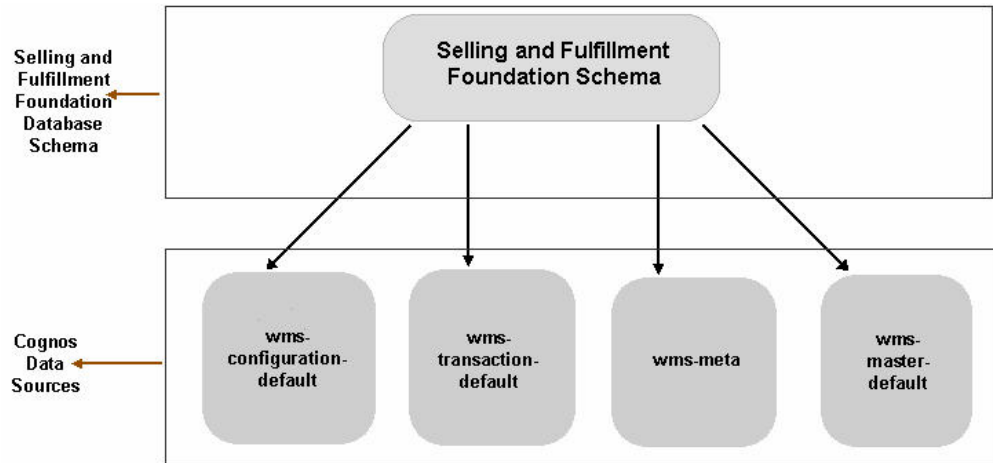 Selling and Fulfillment
Foundation Schema
Selling and
Fulfillment
Foundation
Database
Schema
wms-
configuration-
default
wms-
transaction-
default
wms-meta
wms-
master-
default
Cognos
Data
Sources